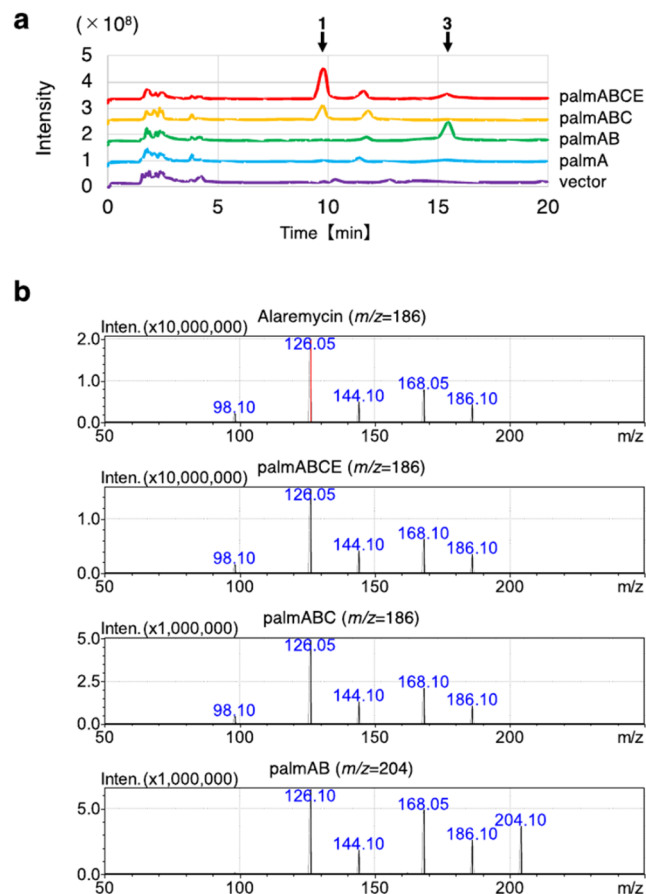 a
(×10⁸)
1
3
5
4
3
2
1
0
Intensity
palmABCE
palmABC
palmAB
palmA
vector
0 5 10 15 20
Time【min】
b
Alaremycin (m/z=186)
Inten.(x10,000,000)
2.0
1.0
0.0
98.10
126.05
144.10
168.05
186.10
50 100 150 200 m/z
palmABCE (m/z=186)
Inten.(x10,000,000)
1.0
0.0
98.10
126.05
144.10
168.10
186.10
50 100 150 200 m/z
palmABC (m/z=186)
Inten.(x1,000,000)
5.0
2.5
0.0
98.10
126.05
144.10
168.10
186.10
50 100 150 200 m/z
palmAB (m/z=204)
Inten.(x1,000,000)
5.0
0.0
126.10
144.10
168.05
186.10
204.10
50 100 150 200 m/z